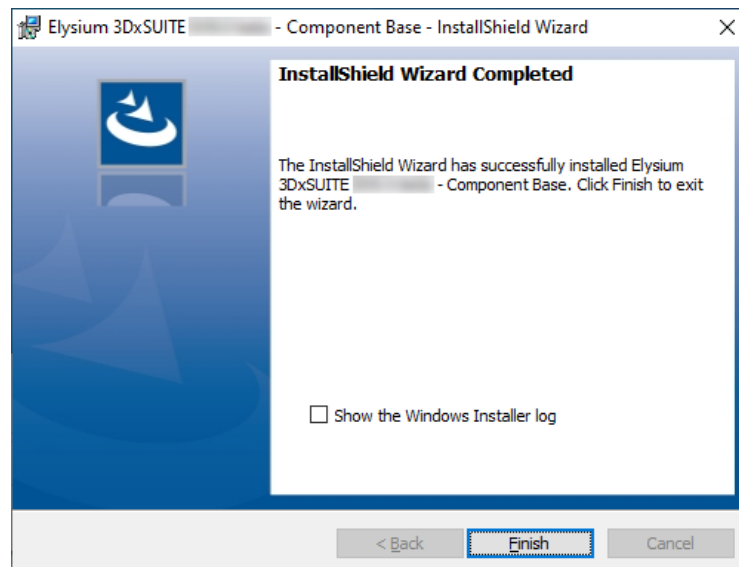 Elysium 3DxSUITE - Component Base - InstallShield Wizard
InstallShield Wizard Completed
The InstallShield Wizard has successfully installed Elysium
3DxSUITE - Component Base. Click Finish to exit
the wizard.
Show the Windows Installer log
< Back Finish Cancel